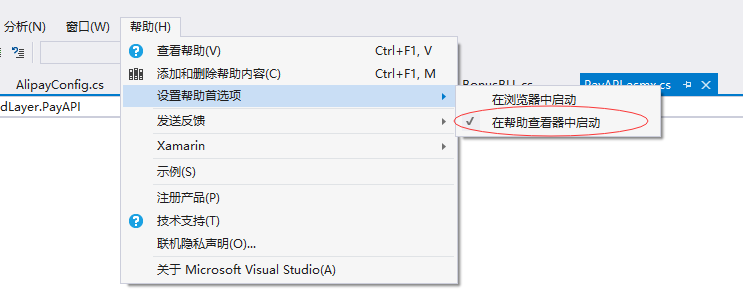 分析(N) 窗口(W) 帮助(H)
查看帮助(V) Ctrl+F1, V
添加和删除帮助内容(C) Ctrl+F1, M
AlipayConfig.cs BonusBLL.cs PayAPI.asmx.cs
设置帮助首选项
在浏览器中启动
dLayer.PayAPI
发送反馈
在帮助查看器中启动
Xamarin
示例(S)
注册产品(P)
技术支持(T)
联机隐私声明(O)...
关于 Microsoft Visual Studio(A)